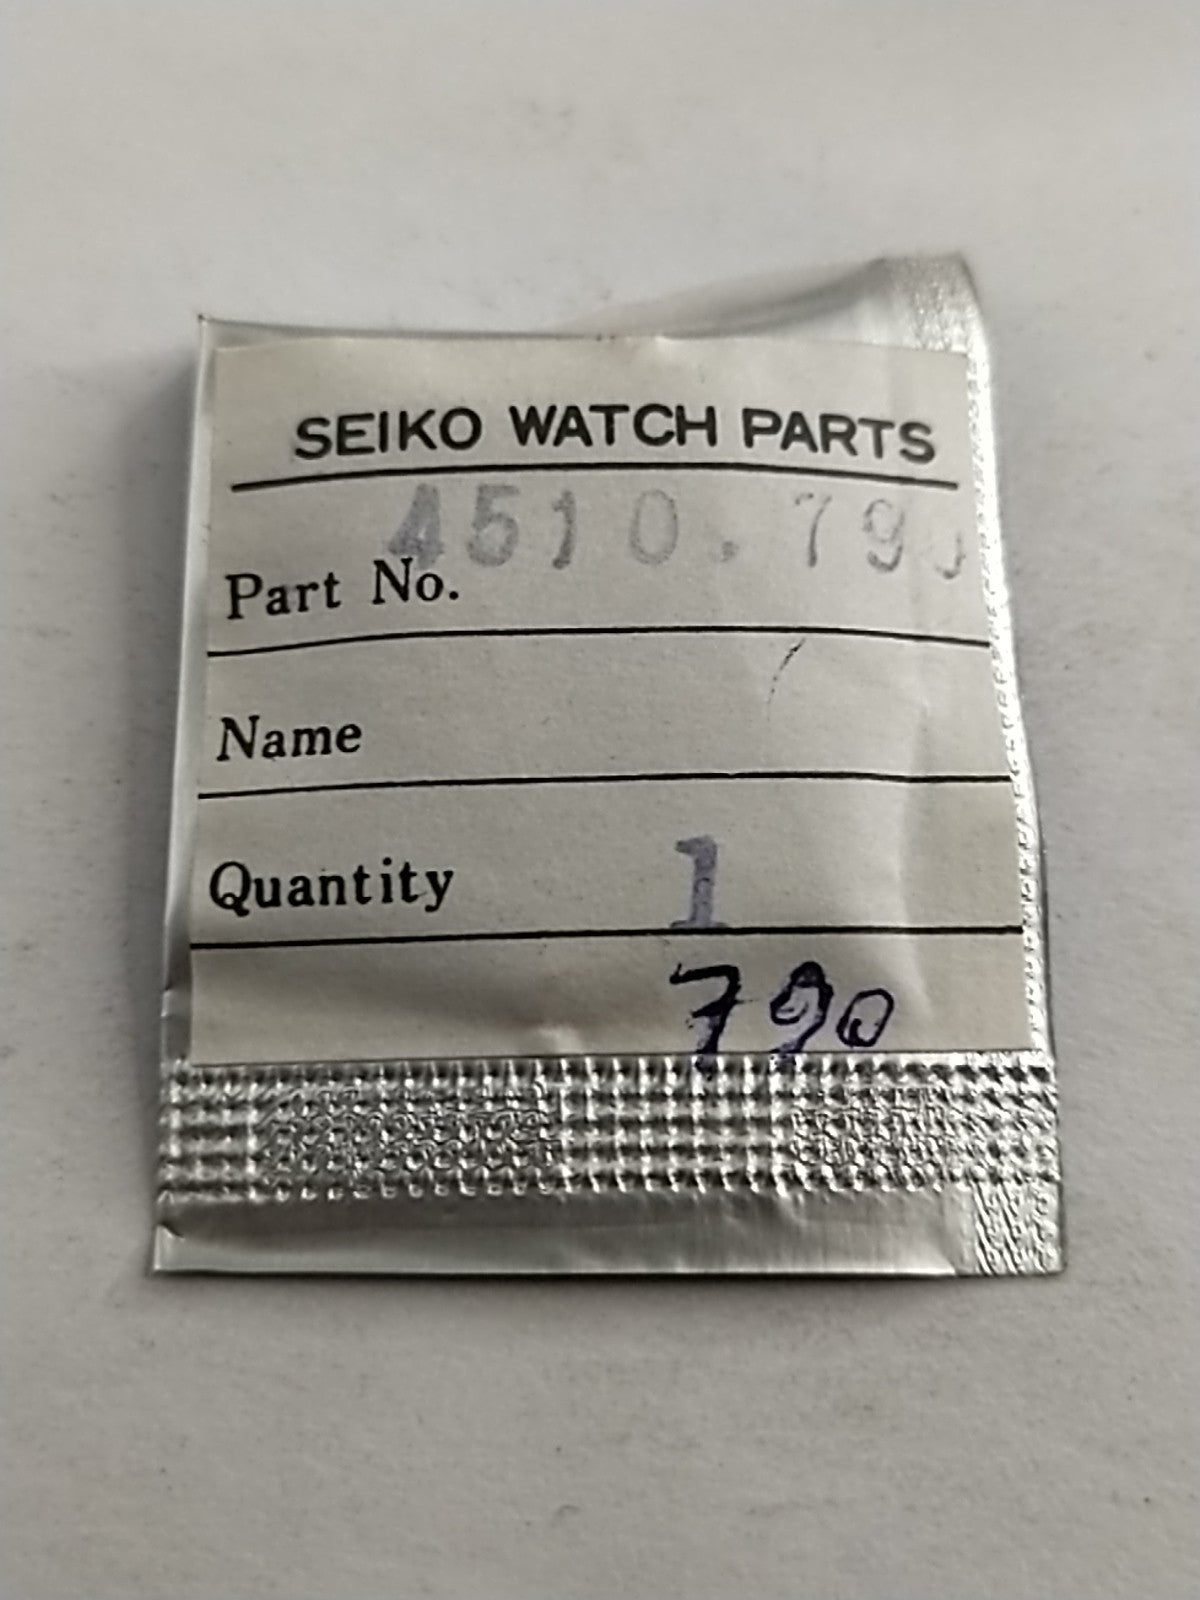 SEIKO WATCH PARTS
4510.790
Part No.
Name
Quantity 1
790